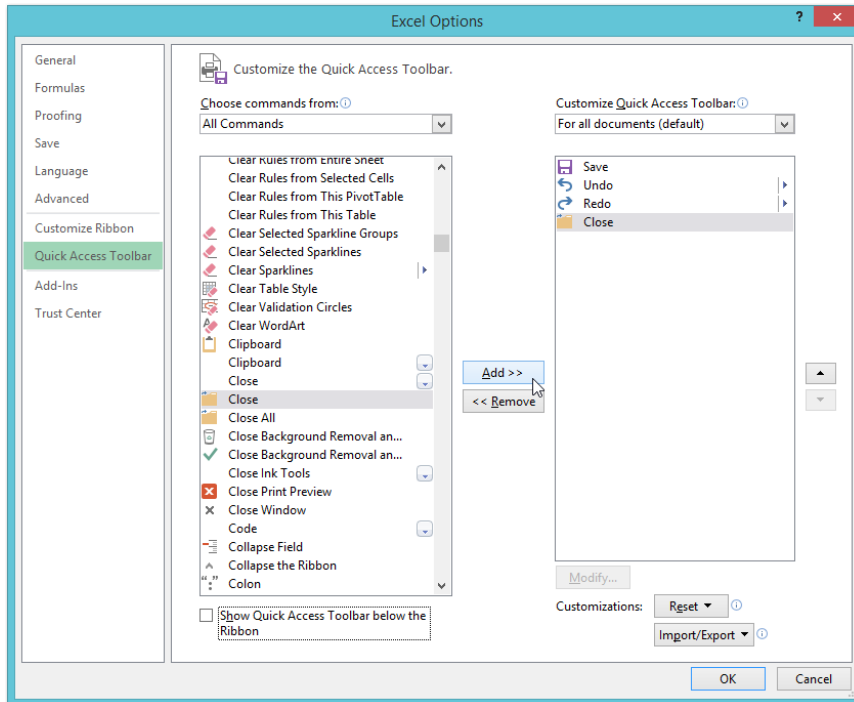 Excel Options
?
×
General
Formulas
Proofing
Save
Language
Advanced
Customize Ribbon
Quick Access Toolbar
Add-Ins
Trust Center
Customize the Quick Access Toolbar.
Choose commands from:
All Commands
Clear Rules from Entire Sheet
Clear Rules from Selected Cells
Clear Rules from This PivotTable
Clear Rules from This Table
Clear Selected Sparkline Groups
Clear Selected Sparklines
Clear Sparklines
Clear Table Style
Clear Validation Circles
Clear WordArt
Clipboard
Clipboard
Close
Close
Close All
Close Background Removal an...
Close Background Removal an...
Close Ink Tools
Close Print Preview
Close Window
Code
Collapse Field
Collapse the Ribbon
Colon
Show Quick Access Toolbar below the
Ribbon
Add >>
<< Remove
Customize Quick Access Toolbar:
For all documents (default)
Save
Undo
Redo
Close
Modify...
Customizations:
Reset
Import/Export
OK
Cancel